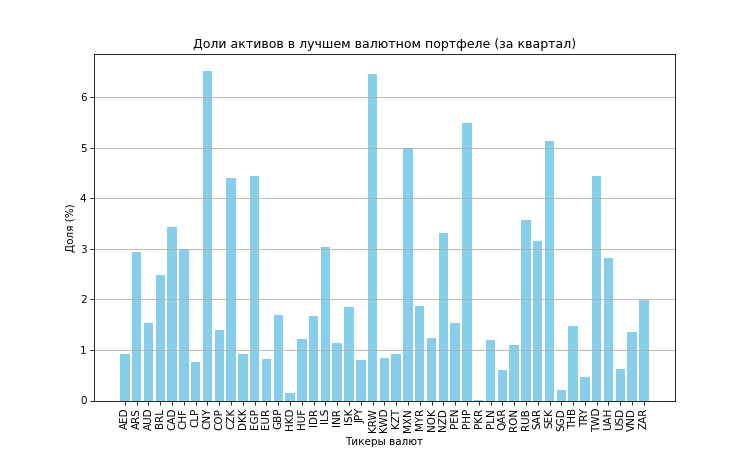 Доли активов в лучшем валютном портфеле (за квартал)
Доля (%)
6
5
4
3
2
1
0
AED ARS AUD BRL CAD CHF CLP CNY COP CZK DKK EGP EUR GBP HKD HUF IDR ILS INR ISK JPY KRW KWD KZT MXN MYR NOK NZD PEN PHP PKR PLN QAR RON RUB SAR SEK SGD THB TRY TWD UAH USD VND ZAR
Тикеры валют